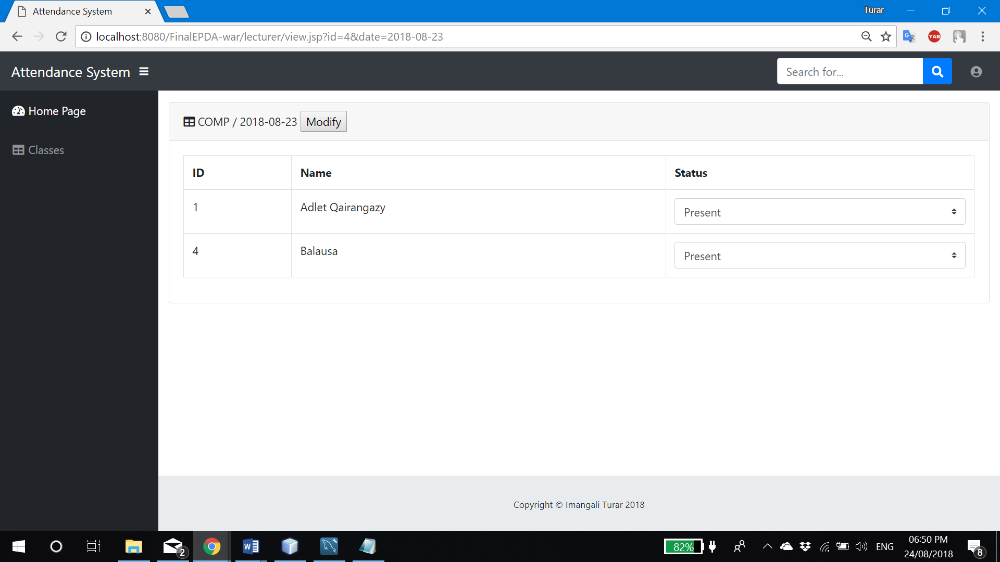 Attendance System
Turar
localhost:8080/FinalEPDA-war/lecturer/view.jsp?id=4&date=2018-08-23
YAB
Attendance System
Search for...
Home Page
Classes
COMP / 2018-08-23 Modify
ID Name Status
1 Adlet Qairangazy Present
4 Balausa Present
Copyright © Imangali Turar 2018
2
82%
ENG
06:50 PM
24/08/2018
8